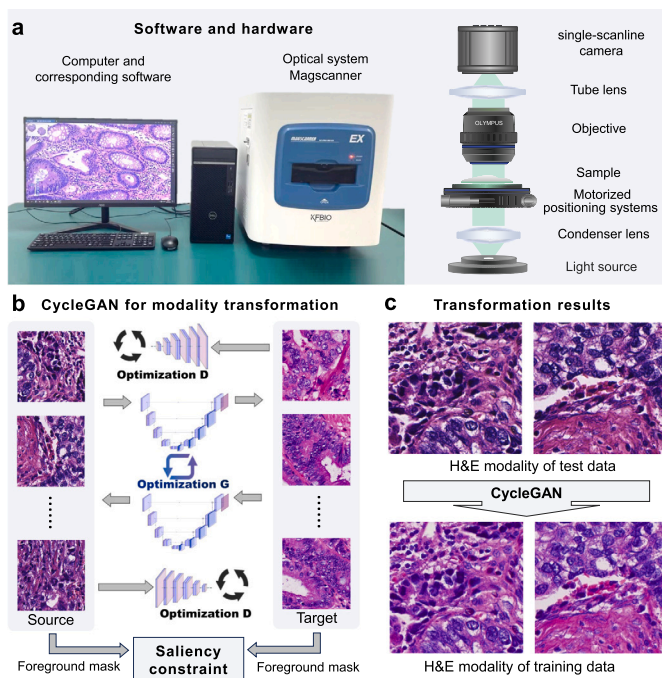 a
Software and hardware
Computer and
corresponding software
Optical system
Magscanner
EX
KFBIO
single-scanline
camera
Tube lens
OLYMPUS
Objective
Sample
Motorized
positioning systems
Condenser lens
Light source
b
CycleGAN for modality transformation
Optimization D
Optimization G
Optimization D
Source
Target
Foreground mask
Saliency
constraint
Foreground mask
c
Transformation results
H&E modality of test data
CycleGAN
H&E modality of training data